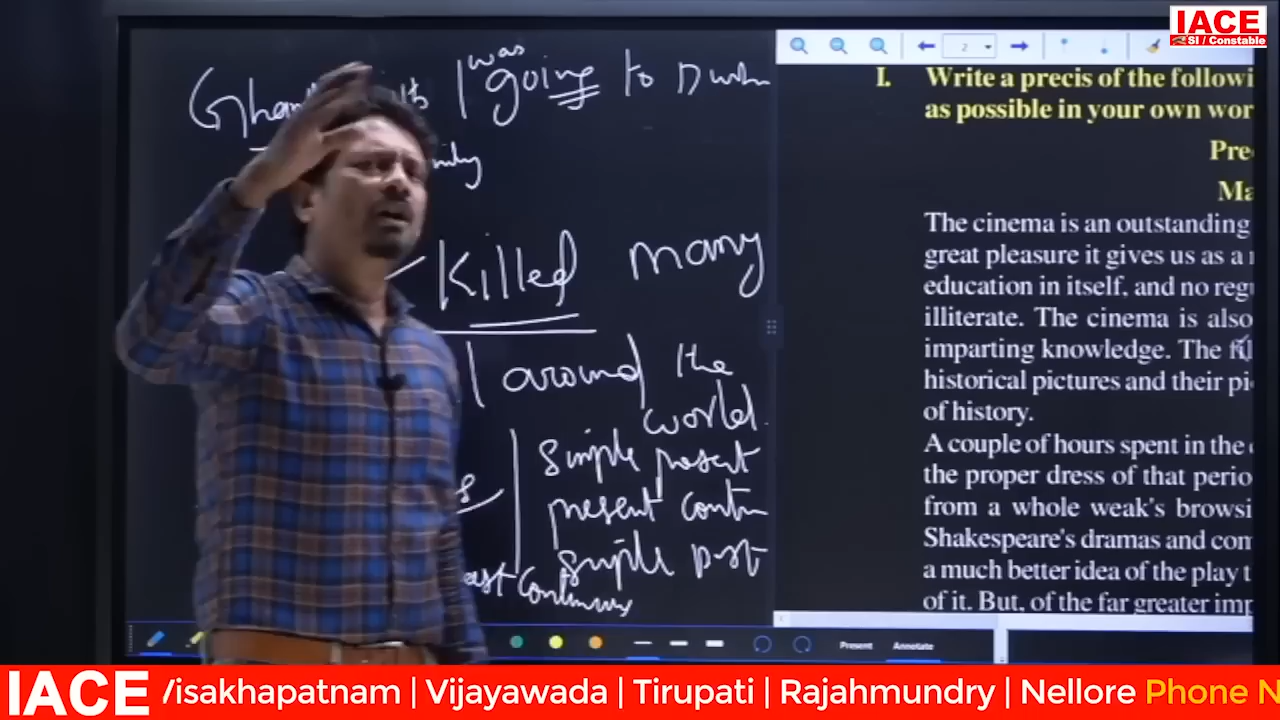 IACE
SI / Constable
was
I going to
Killed many
around the
world.
Simple present
present contin
Simple past
ast Continuous
2
I. Write a precis of the followi
as possible in your own wor
Pre
Ma
The cinema is an outstanding
great pleasure it gives us as a
education in itself, and no regu
illiterate. The cinema is also
imparting knowledge. The fil
historical pictures and their pi
of history.
A couple of hours spent in the
the proper dress of that perio
from a whole weak's browsi
Shakespeare's dramas and com
a much better idea of the play t
of it. But, of the far greater imp
Present Annotate
IACE Visakhapatnam | Vijayawada | Tirupati | Rajahmundry | Nellore Phone N